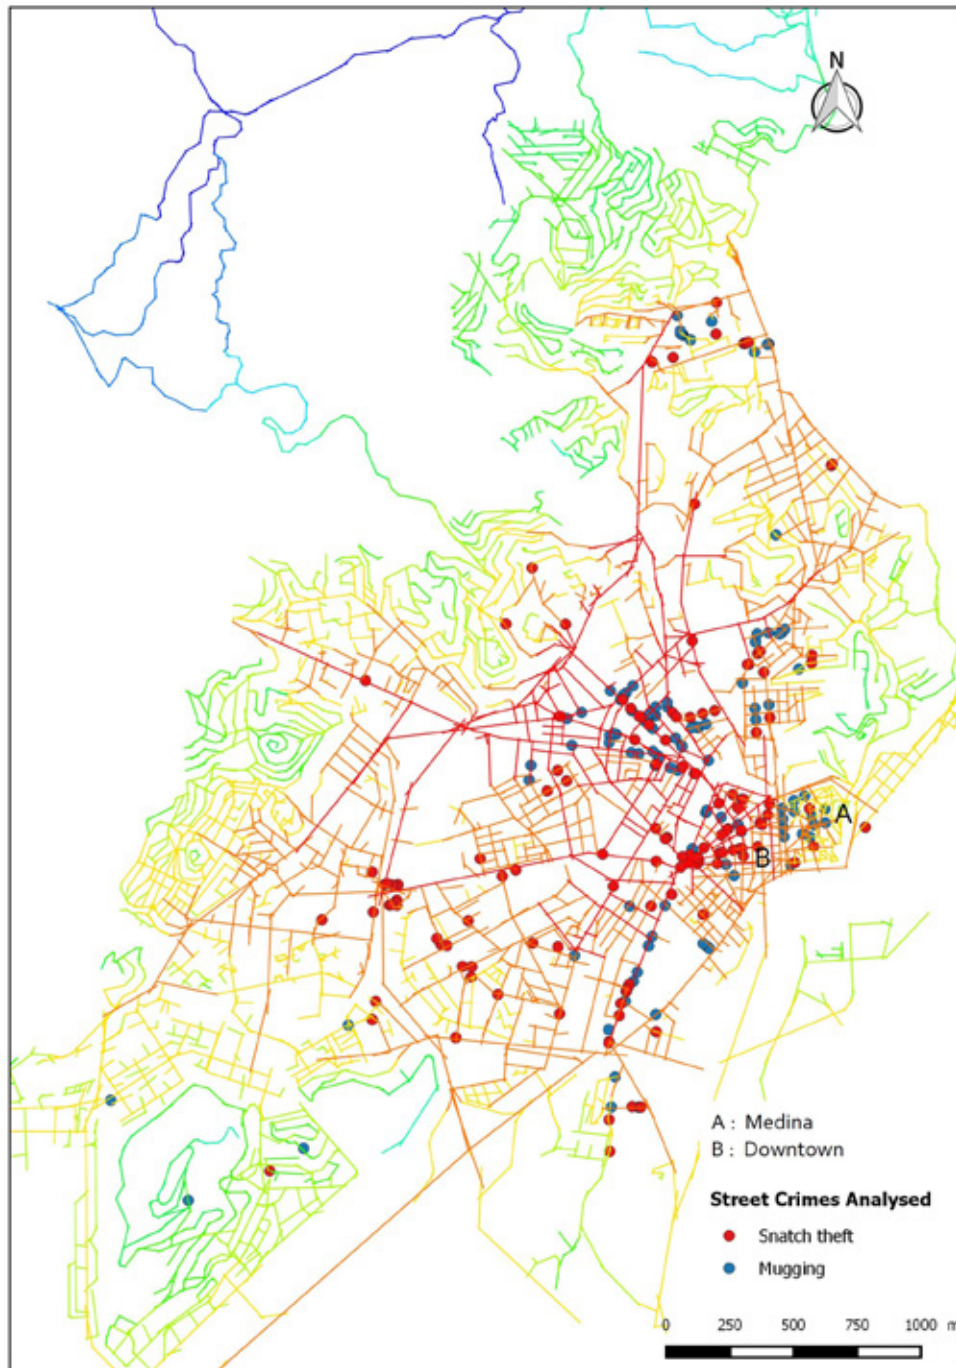 N
A
B
A : Medina
B : Downtown
Street Crimes Analysed
Snatch theft
Mugging
0 250 500 750 1000 m